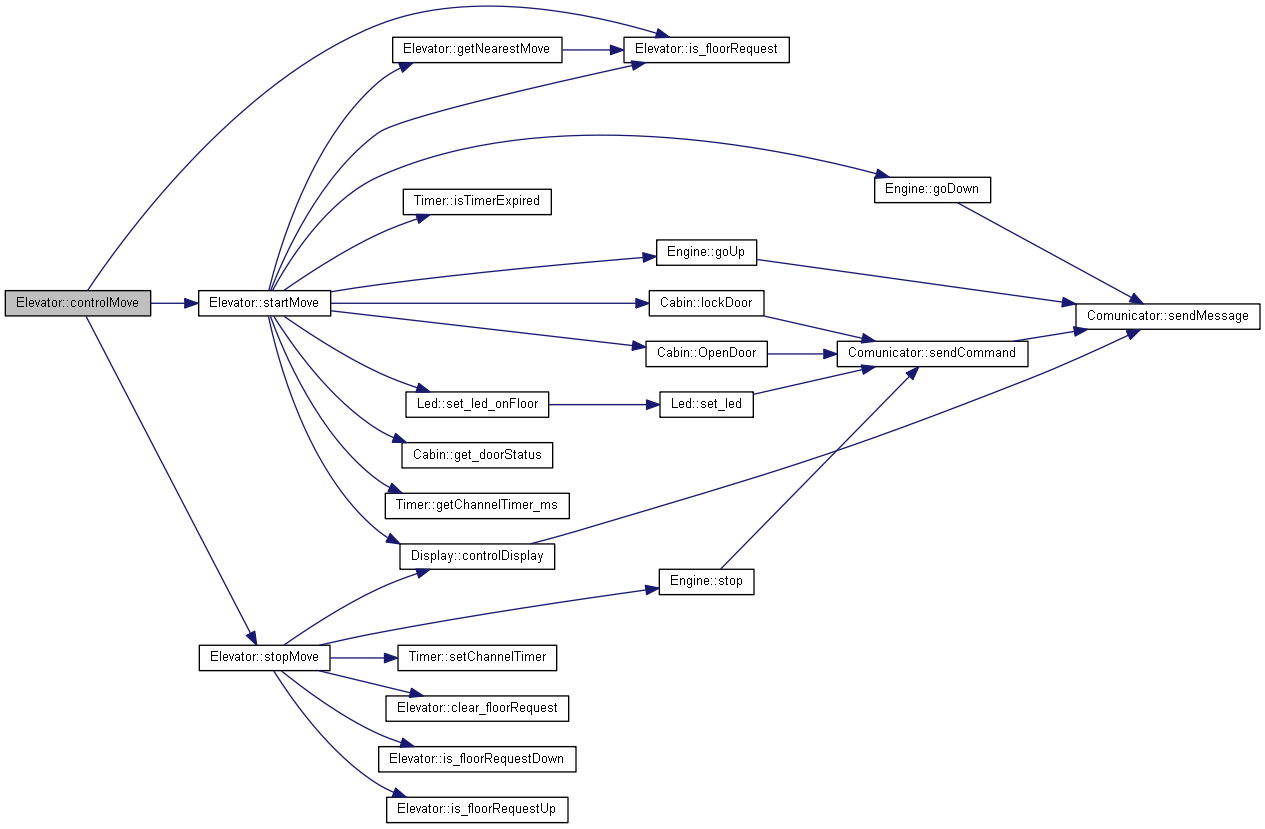 Elevator::getNearestMove
Elevator::is_floorRequest
Engine::goDown
Timer::isTimerExpired
Engine::goUp
Elevator::controlMove
Elevator::startMove
Cabin::lockDoor
Comunicator::sendMessage
Cabin::OpenDoor
Comunicator::sendCommand
Led::set_led_onFloor
Led::set_led
Cabin::get_doorStatus
Timer::getChannelTimer_ms
Display::controlDisplay
Engine::stop
Elevator::stopMove
Timer::setChannelTimer
Elevator::clear_floorRequest
Elevator::is_floorRequestDown
Elevator::is_floorRequestUp